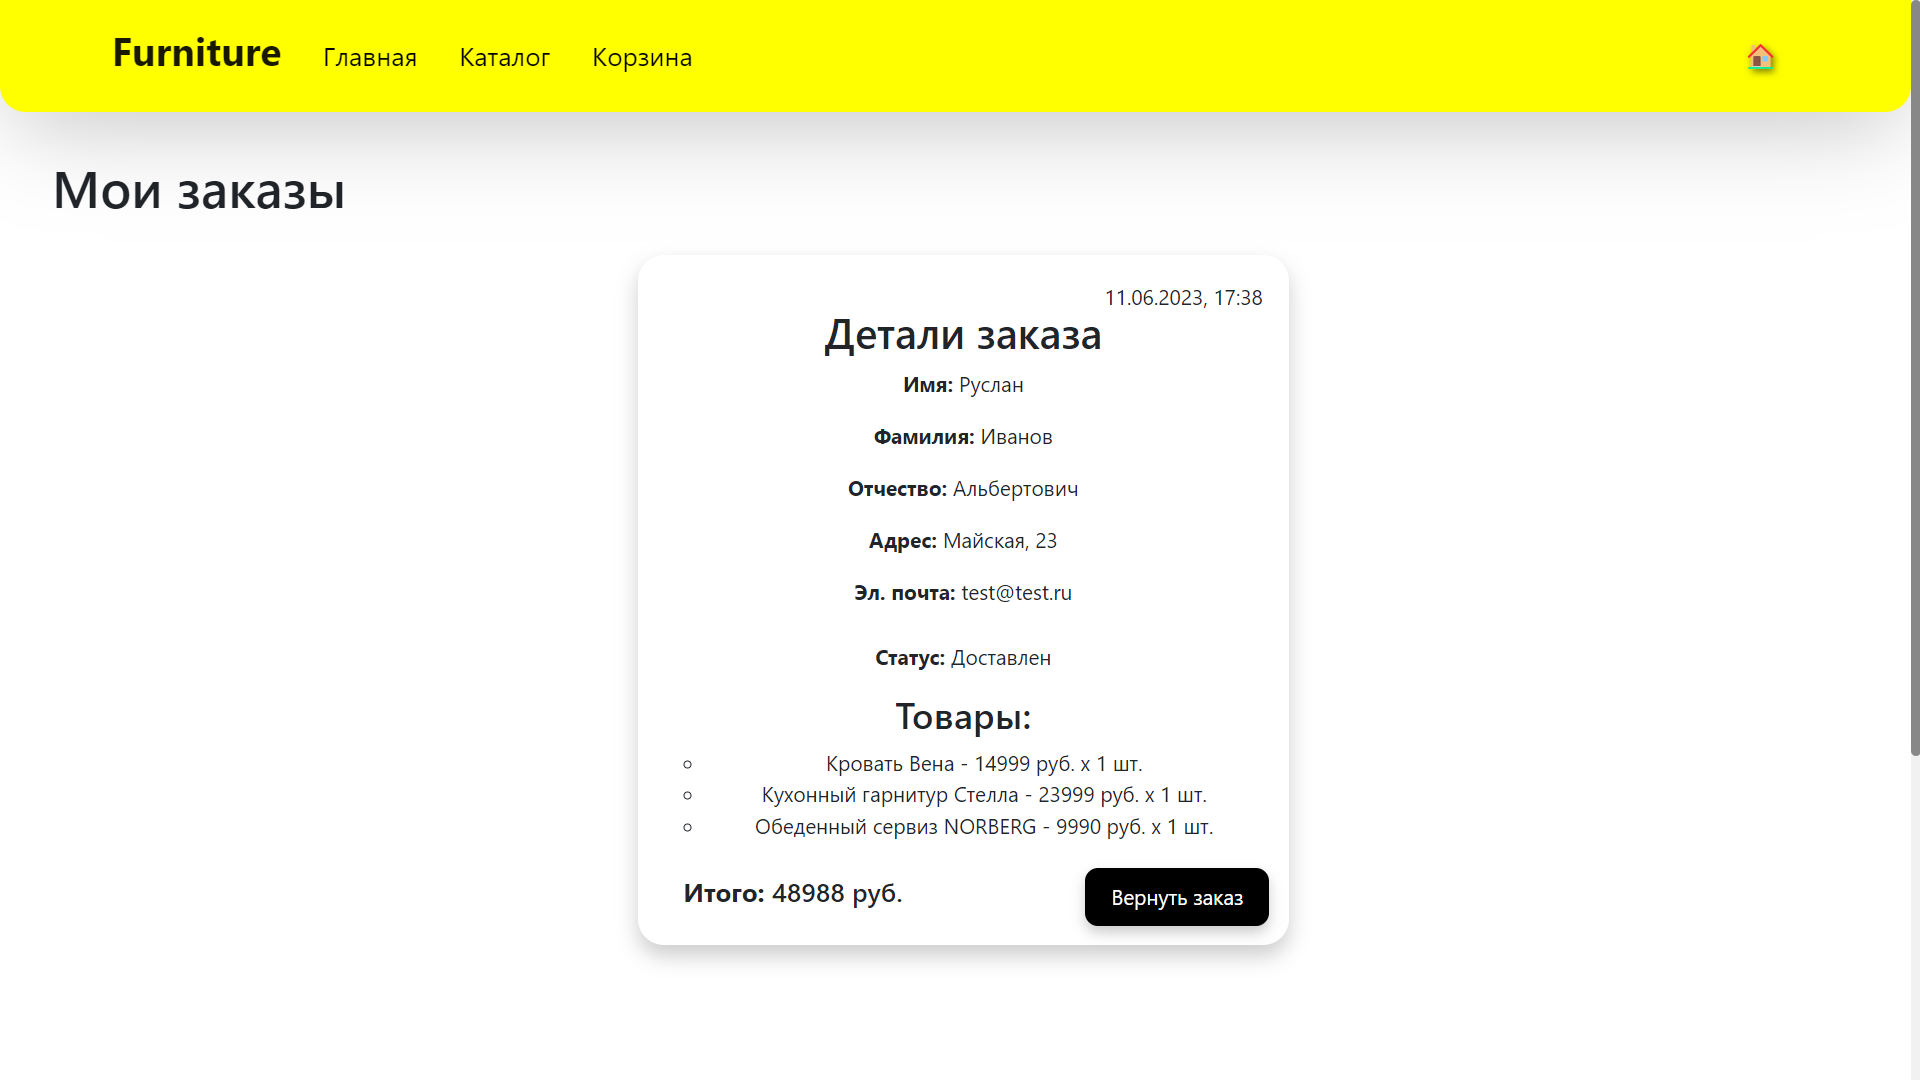 Furniture Главная Каталог Корзина
Мои заказы
11.06.2023, 17:38
Детали заказа
Имя: Руслан
Фамилия: Иванов
Отчество: Альбертович
Адрес: Майская, 23
Эл. почта: test@test.ru
Статус: Доставлен
Товары:
Кровать Вена - 14999 руб. x 1 шт.
Кухонный гарнитур Стелла - 23999 руб. x 1 шт.
Обеденный сервиз NORBERG - 9990 руб. x 1 шт.
Итого: 48988 руб.
Вернуть заказ